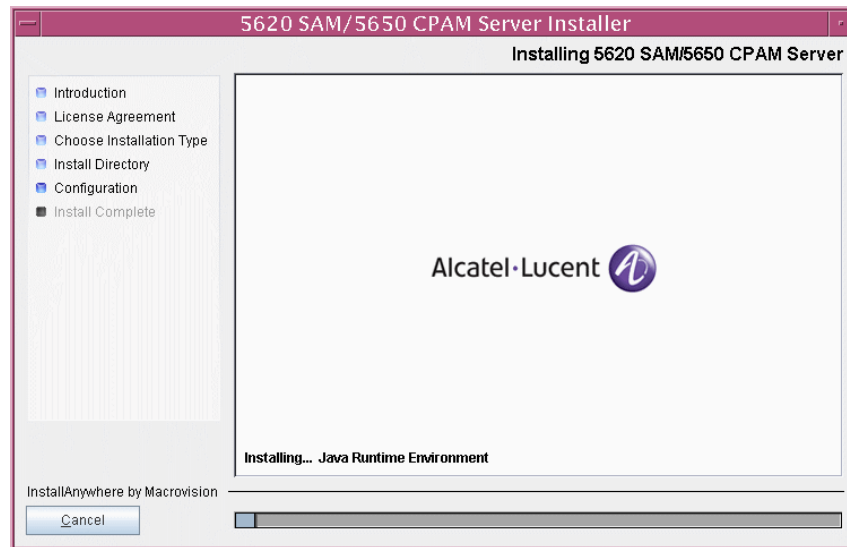 5620 SAM/5650 CPAM Server Installer
Installing 5620 SAM/5650 CPAM Server
Introduction
License Agreement
Choose Installation Type
Install Directory
Configuration
Install Complete
Alcatel·Lucent
Installing... Java Runtime Environment
InstallAnywhere by Macrovision
Cancel